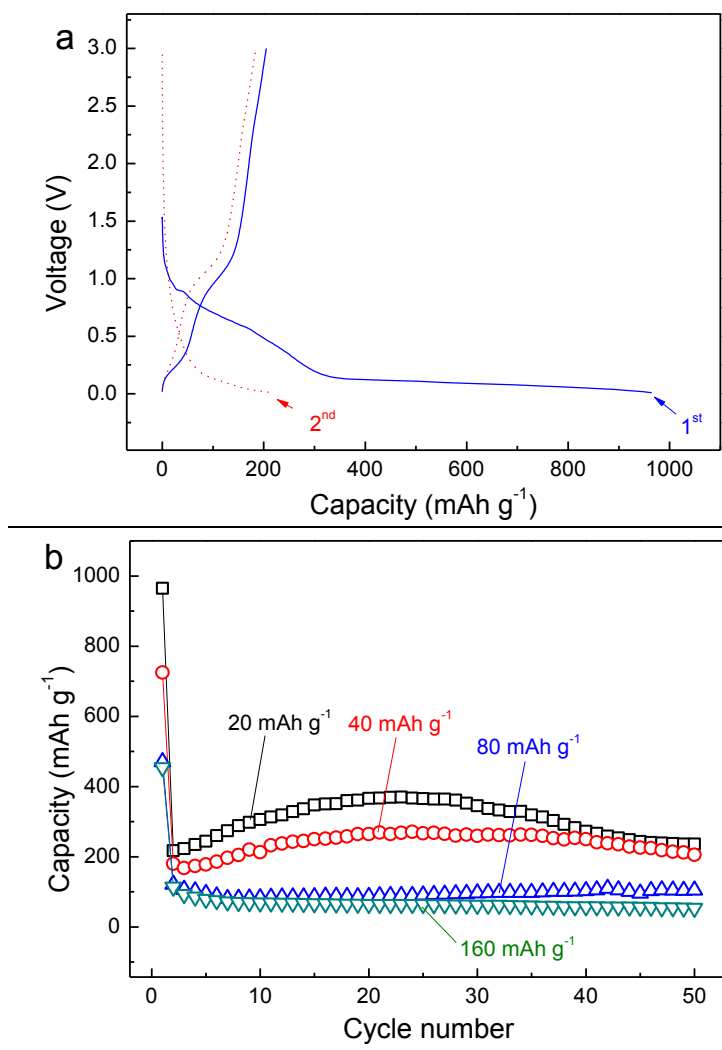 a
3.0
2.5
2.0
1.5
1.0
0.5
0.0
Voltage (V)
2nd
1st
0 200 400 600 800 1000
Capacity (mAh g-1)
b
1000
800
600
400
200
0
Capacity (mAh g-1)
20 mAh g-1
40 mAh g-1
80 mAh g-1
160 mAh g-1
0 10 20 30 40 50
Cycle number